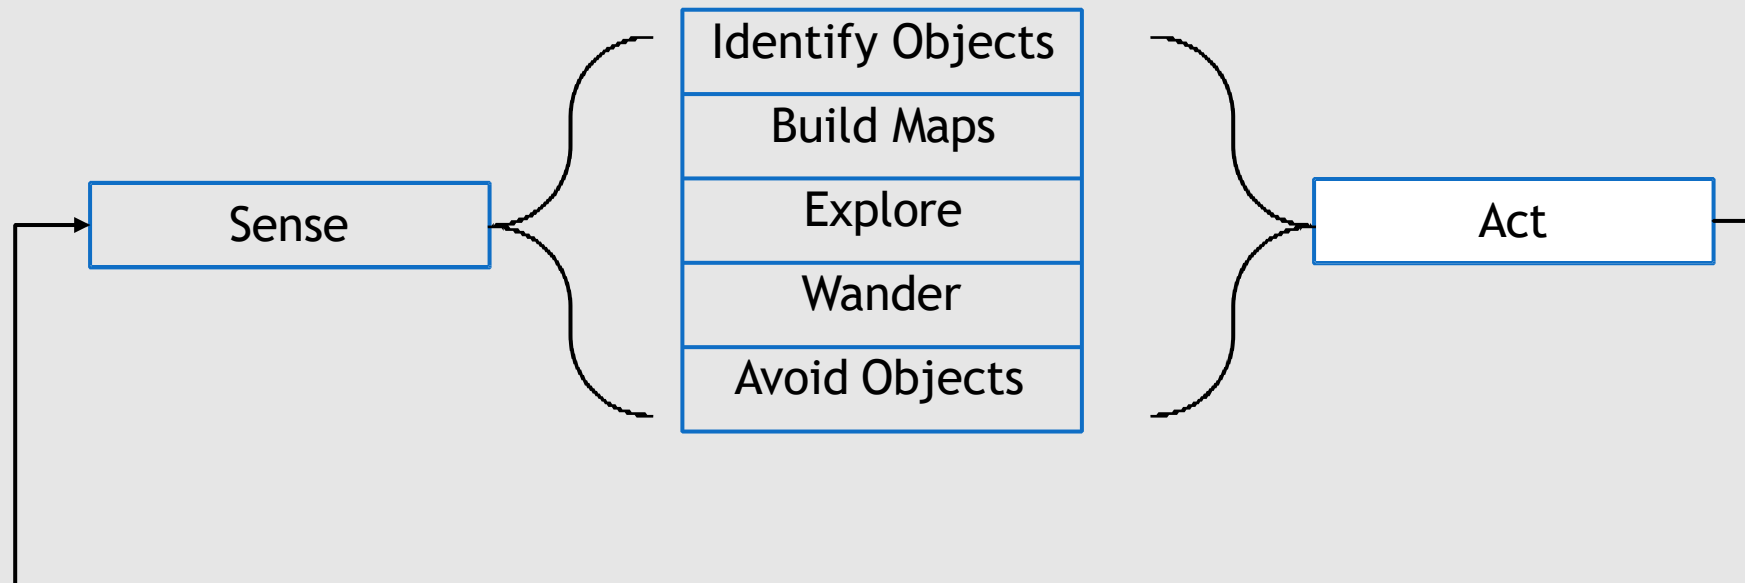 Identify Objects
Build Maps
Sense
Explore
Act
Wander
Avoid Objects